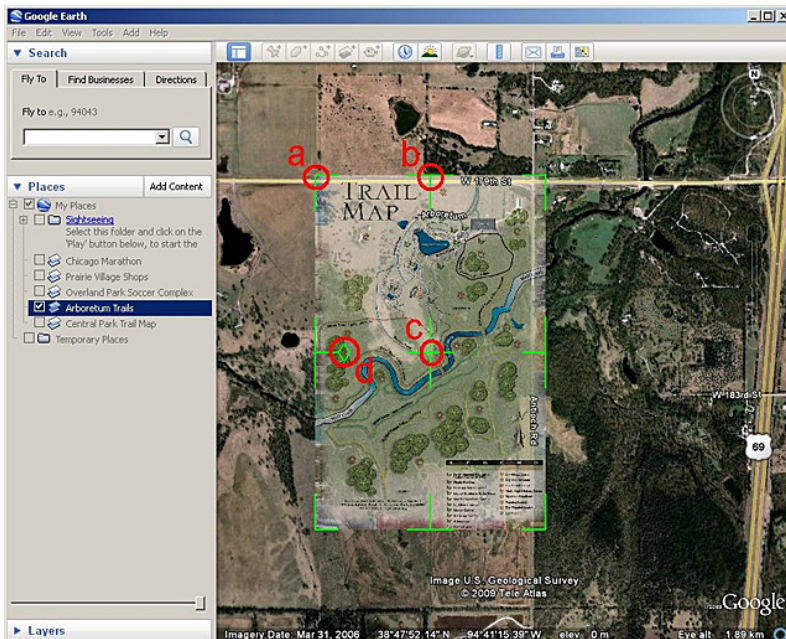 Google Earth
File Edit View Tools Add Help
Search
Fly To Find Businesses Directions
Fly to e.g., 94043
Places Add Content
My Places
Sightseeing
Select this folder and click on the
'Play' button below, to start the
Chicago Marathon
Prairie Village Shops
Overland Park Soccer Complex
Arboretum Trails
Central Park Trail Map
Temporary Places
Layers
N
a b
W 179th St
TRAIL
MAP
Arboretum
c
d
W 183rd St
Antioch Rd
69
Image U.S. Geological Survey
© 2009 Tele Atlas
©2009 Google
Imagery Date: Mar 31, 2006 38°47'52.14" N 94°41'15.39" W elev 0 m Eye alt 1.89 km